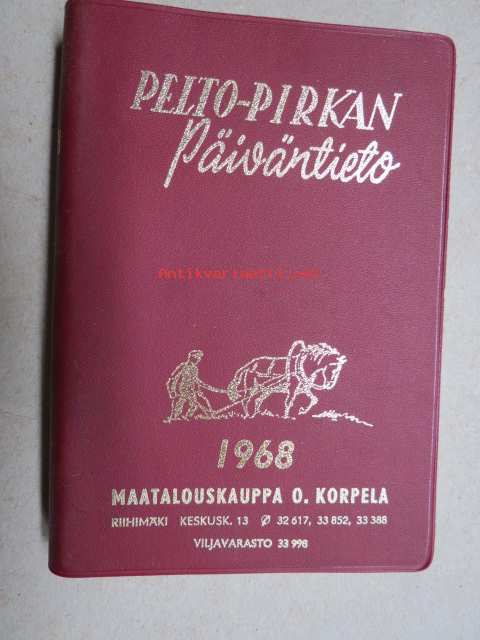 PELTO-PIRKAN
Päiväntieto
Antikvariaatti.net
1968
MAATALOUSKAUPPA O. KORPELA
RIIHIMÄKI KESKUSK. 13 Ø 32 617, 33 852, 33 388
VILJAVARASTO 33 998